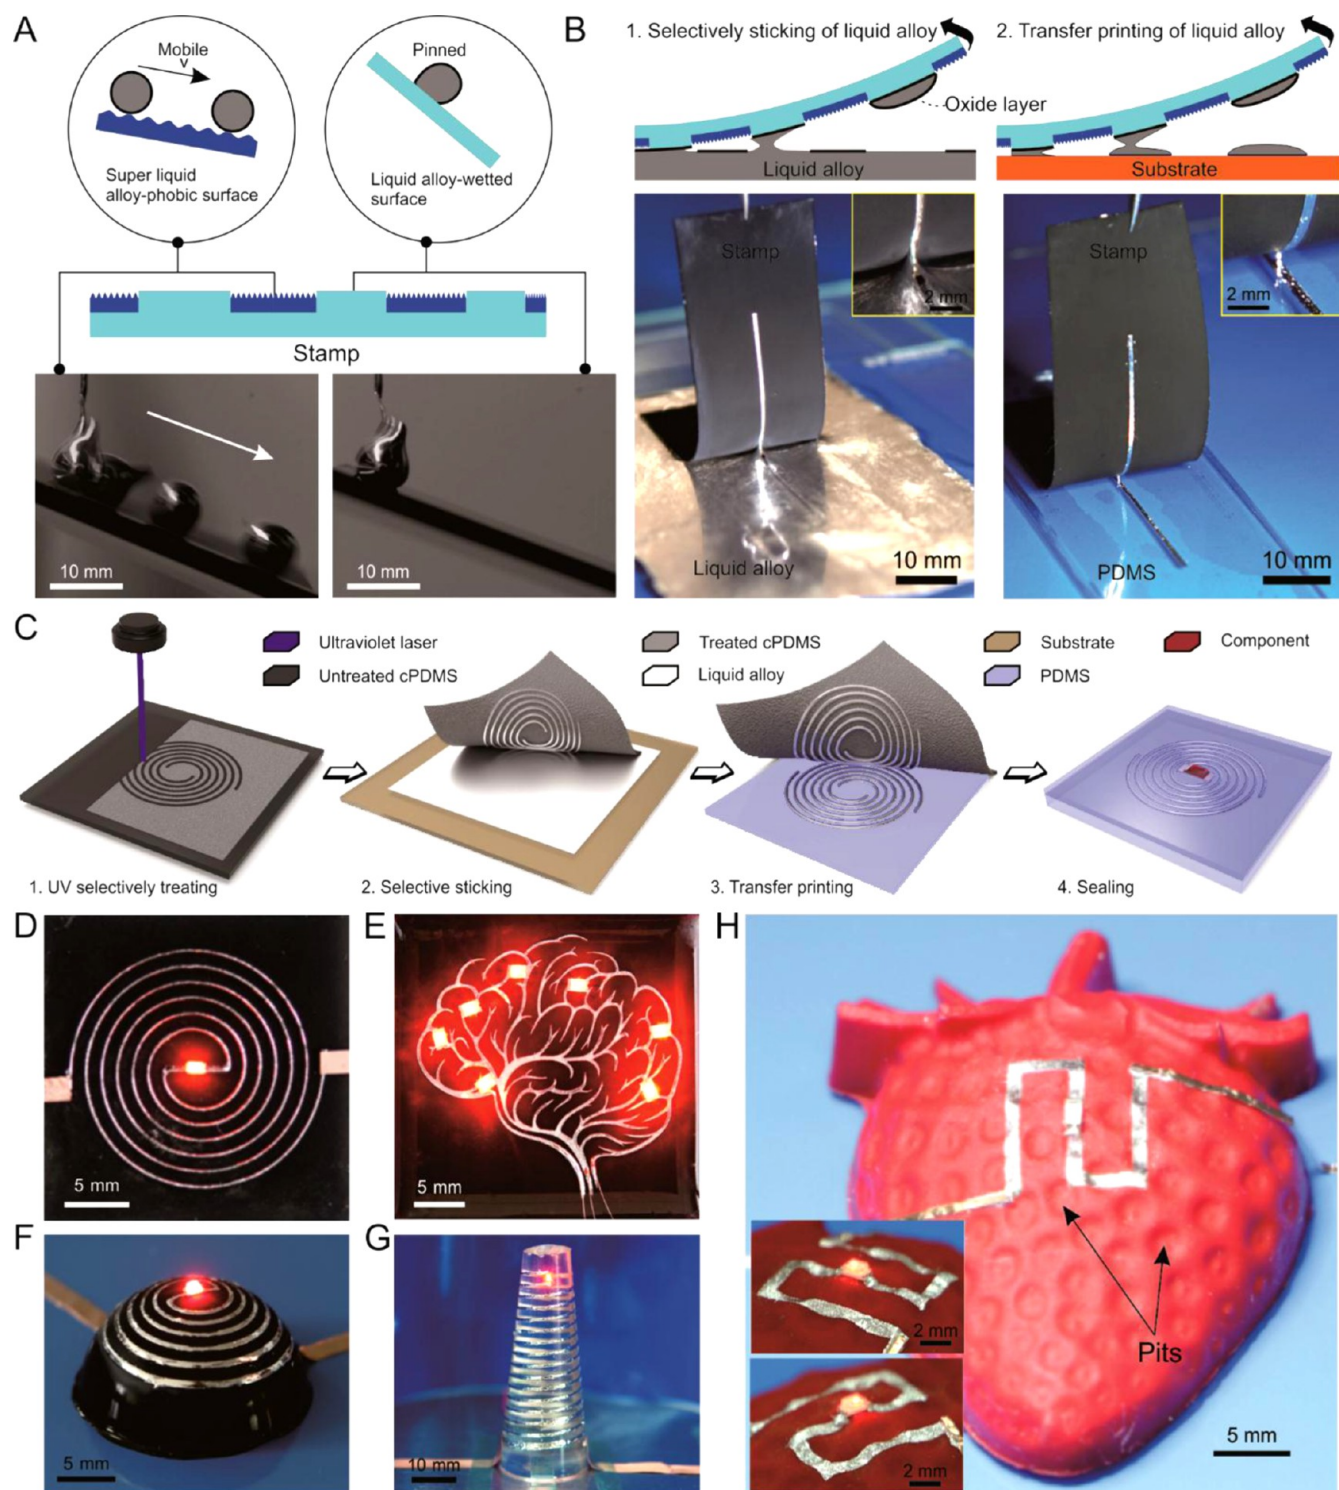 A
Mobile
v
Pinned
Super liquid
alloy-phobic surface
Liquid alloy-wetted
surface
Stamp
10 mm
10 mm
B
1. Selectively sticking of liquid alloy
2. Transfer printing of liquid alloy
Oxide layer
Liquid alloy
Substrate
Stamp
2 mm
Liquid alloy
10 mm
Stamp
2 mm
PDMS
10 mm
C
Ultraviolet laser
Treated cPDMS
Substrate
Component
Untreated cPDMS
Liquid alloy
PDMS
1. UV selectively treating
2. Selective sticking
3. Transfer printing
4. Sealing
D
5 mm
E
5 mm
F
5 mm
G
10 mm
H
Pits
2 mm
2 mm
5 mm